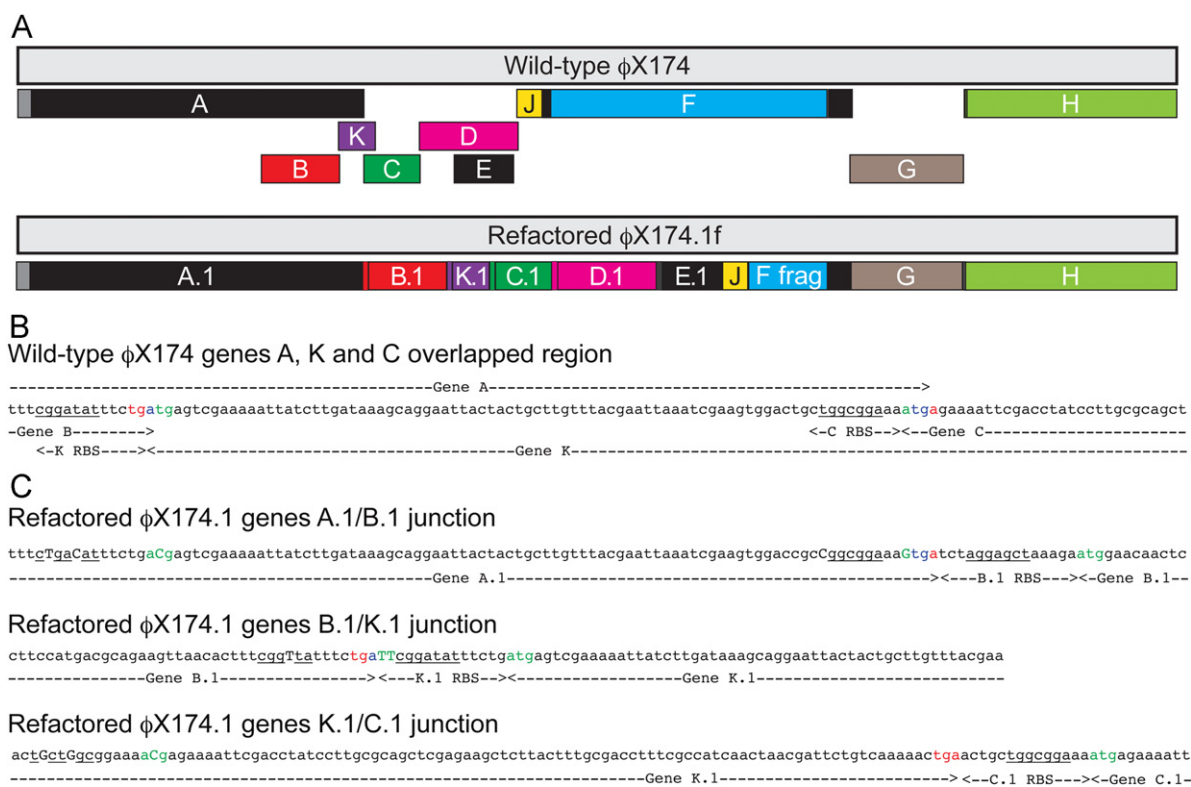 A
Wild-type ϕX174
A J F H
K D
B C E G
Refactored ϕX174.1f
A.1 B.1 K.1 C.1 D.1 E.1 J F frag G H
B
Wild-type ϕX174 genes A, K and C overlapped region
------------------------------------------------------Gene A------------------------------------------------------>
tttcggatatttctgatgagtcgaaaaattatcttgataaagcaggaattactactgcttgtttacgaattaaatcgaagtggactgctggcggaaaatgagaaaattcgacctatccttgcgcagct
-Gene B-------->                                        <-C RBS--><-Gene C--------------------------
<-K RBS----><-----------------------------------------------Gene K--------------------------------------------------------------------------------
C
Refactored ϕX174.1 genes A.1/B.1 junction
tttcTgaCatttctgaCgagtcgaaaaattatcttgataaagcaggaattactactgcttgtttacgaattaaatcgaagtggaccgcCggcggaaaGtgatctaggagctaaagaatggaacaactc
------------------------------------------------------Gene A.1----------------------------------------------><---B.1 RBS---><-Gene B.1--
Refactored ϕX174.1 genes B.1/K.1 junction
cttccatgacgcagaagttaacactttcggTtatttctgaTTcggatatttctgatgagtcgaaaaattatcttgataaagcaggaattactactgcttgtttacgaa
-----------------Gene B.1-------------------><---K.1 RBS---><----------------------Gene K.1---------------------------
Refactored ϕX174.1 genes K.1/C.1 junction
actGctGgcggaaaaCgagaaaattcgacctatccttgcgcagctcgagaagctcttactttgcgacctttcgccatcaactaacgattctgtcaaaaactgaactgctggcggaaaatgagaaaatt
----------------------------------------------------------------------------------Gene K.1------------------------------><--C.1 RBS---><-Gene C.1-